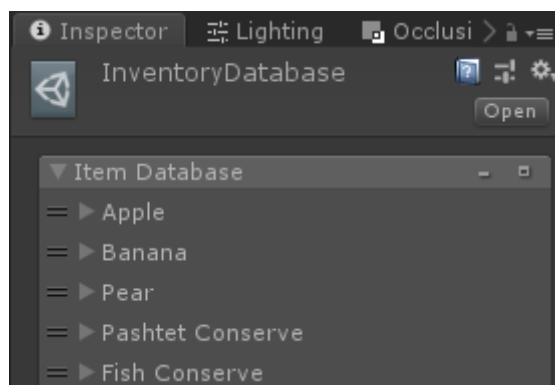 Inspector Lighting Occlusi
InventoryDatabase
Open
Item Database
Apple
Banana
Pear
Pashtet Conserve
Fish Conserve